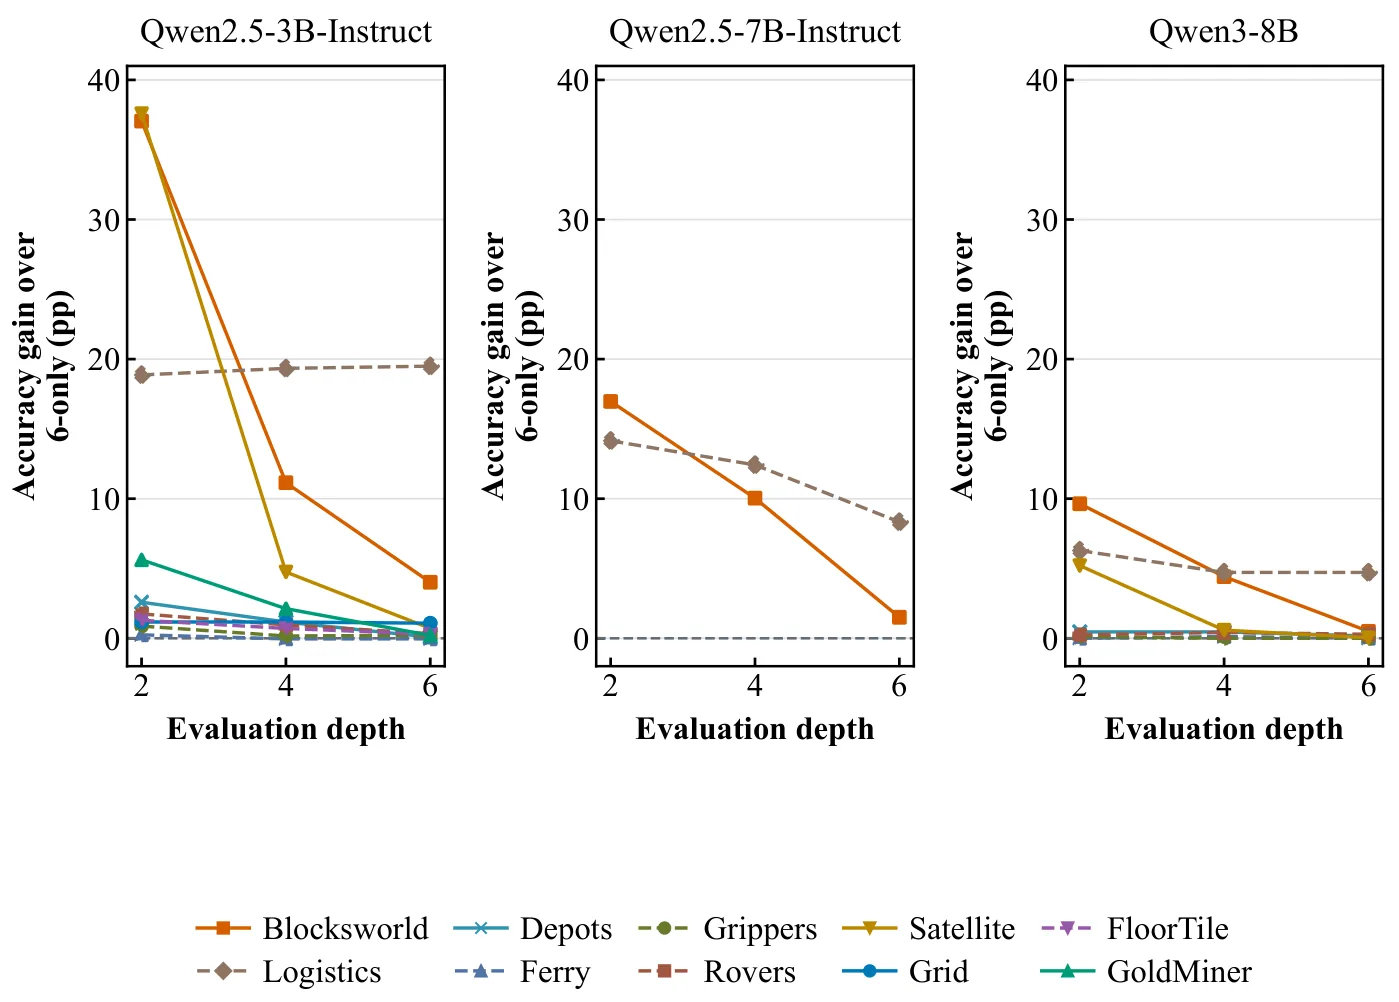 Qwen2.5-3B-Instruct
Qwen2.5-7B-Instruct
Qwen3-8B
Accuracy gain over
6-only (pp)
40
30
20
10
0
2
4
6
Evaluation depth
Accuracy gain over
6-only (pp)
40
30
20
10
0
2
4
6
Evaluation depth
Accuracy gain over
6-only (pp)
40
30
20
10
0
2
4
6
Evaluation depth
Blocksworld
Depots
Grippers
Satellite
FloorTile
Logistics
Ferry
Rovers
Grid
GoldMiner